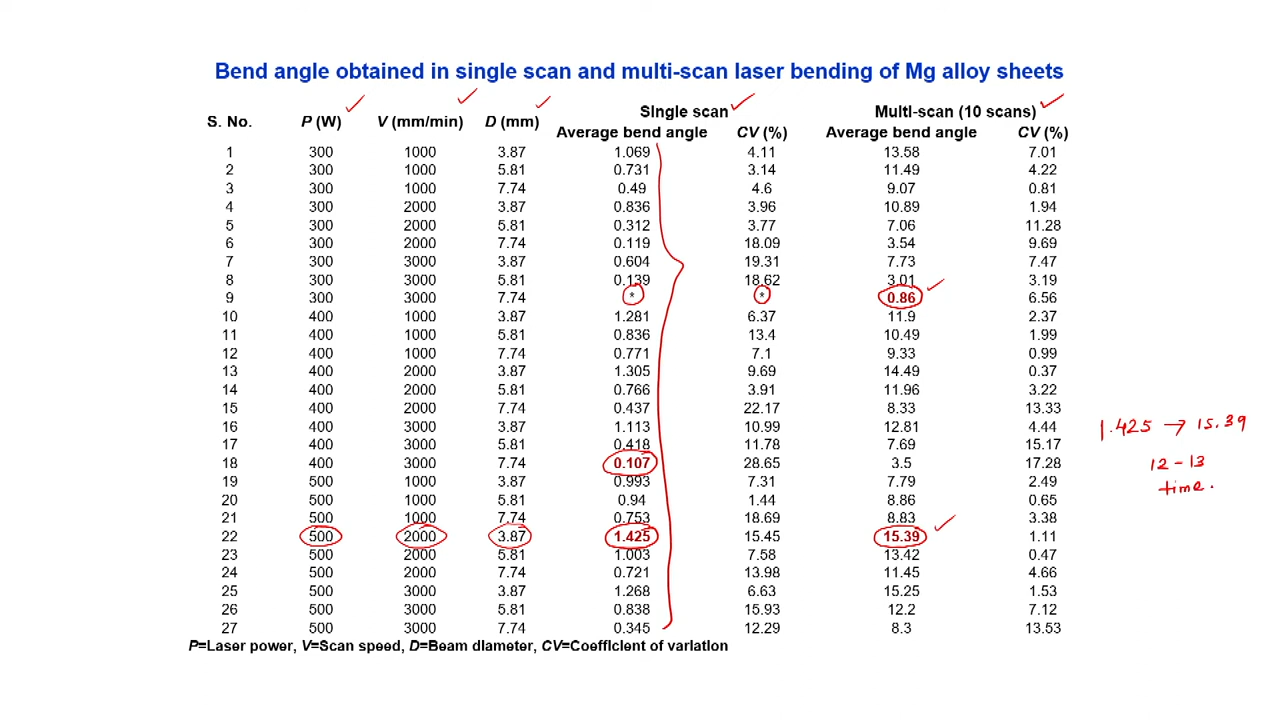 Bend angle obtained in single scan and multi-scan laser bending of Mg alloy sheets
S. No. P (W) V (mm/min) D (mm) Single scan Multi-scan (10 scans)
Average bend angle CV (%) Average bend angle CV (%)
1 300 1000 3.87 1.069 4.11 13.58 7.01
2 300 1000 5.81 0.731 3.14 11.49 4.22
3 300 1000 7.74 0.49 4.6 9.07 0.81
4 300 2000 3.87 0.836 3.96 10.89 1.94
5 300 2000 5.81 0.312 3.77 7.06 11.28
6 300 2000 7.74 0.119 18.09 3.54 9.69
7 300 3000 3.87 0.604 19.31 7.73 7.47
8 300 3000 5.81 0.139 18.62 3.01 3.19
9 300 3000 7.74 * * 0.86 6.56
10 400 1000 3.87 1.281 6.37 11.9 2.37
11 400 1000 5.81 0.836 13.4 10.49 1.99
12 400 1000 7.74 0.771 7.1 9.33 0.99
13 400 2000 3.87 1.305 9.69 14.49 0.37
14 400 2000 5.81 0.766 3.91 11.96 3.22
15 400 2000 7.74 0.437 22.17 8.33 13.33
16 400 3000 3.87 1.113 10.99 12.81 4.44
17 400 3000 5.81 0.418 11.78 7.69 15.17
18 400 3000 7.74 0.107 28.65 3.5 17.28
19 500 1000 3.87 0.993 7.31 7.79 2.49
20 500 1000 5.81 0.94 1.44 8.86 0.65
21 500 1000 7.74 0.753 18.69 8.83 3.38
22 500 2000 3.87 1.425 15.45 15.39 1.11
23 500 2000 5.81 1.003 7.58 13.42 0.47
24 500 2000 7.74 0.721 13.98 11.45 4.66
25 500 3000 3.87 1.268 6.63 15.25 1.53
26 500 3000 5.81 0.838 15.93 12.2 7.12
27 500 3000 7.74 0.345 12.29 8.3 13.53
P=Laser power, V=Scan speed, D=Beam diameter, CV=Coefficient of variation
1.425 → 15.39
12 - 13
time.